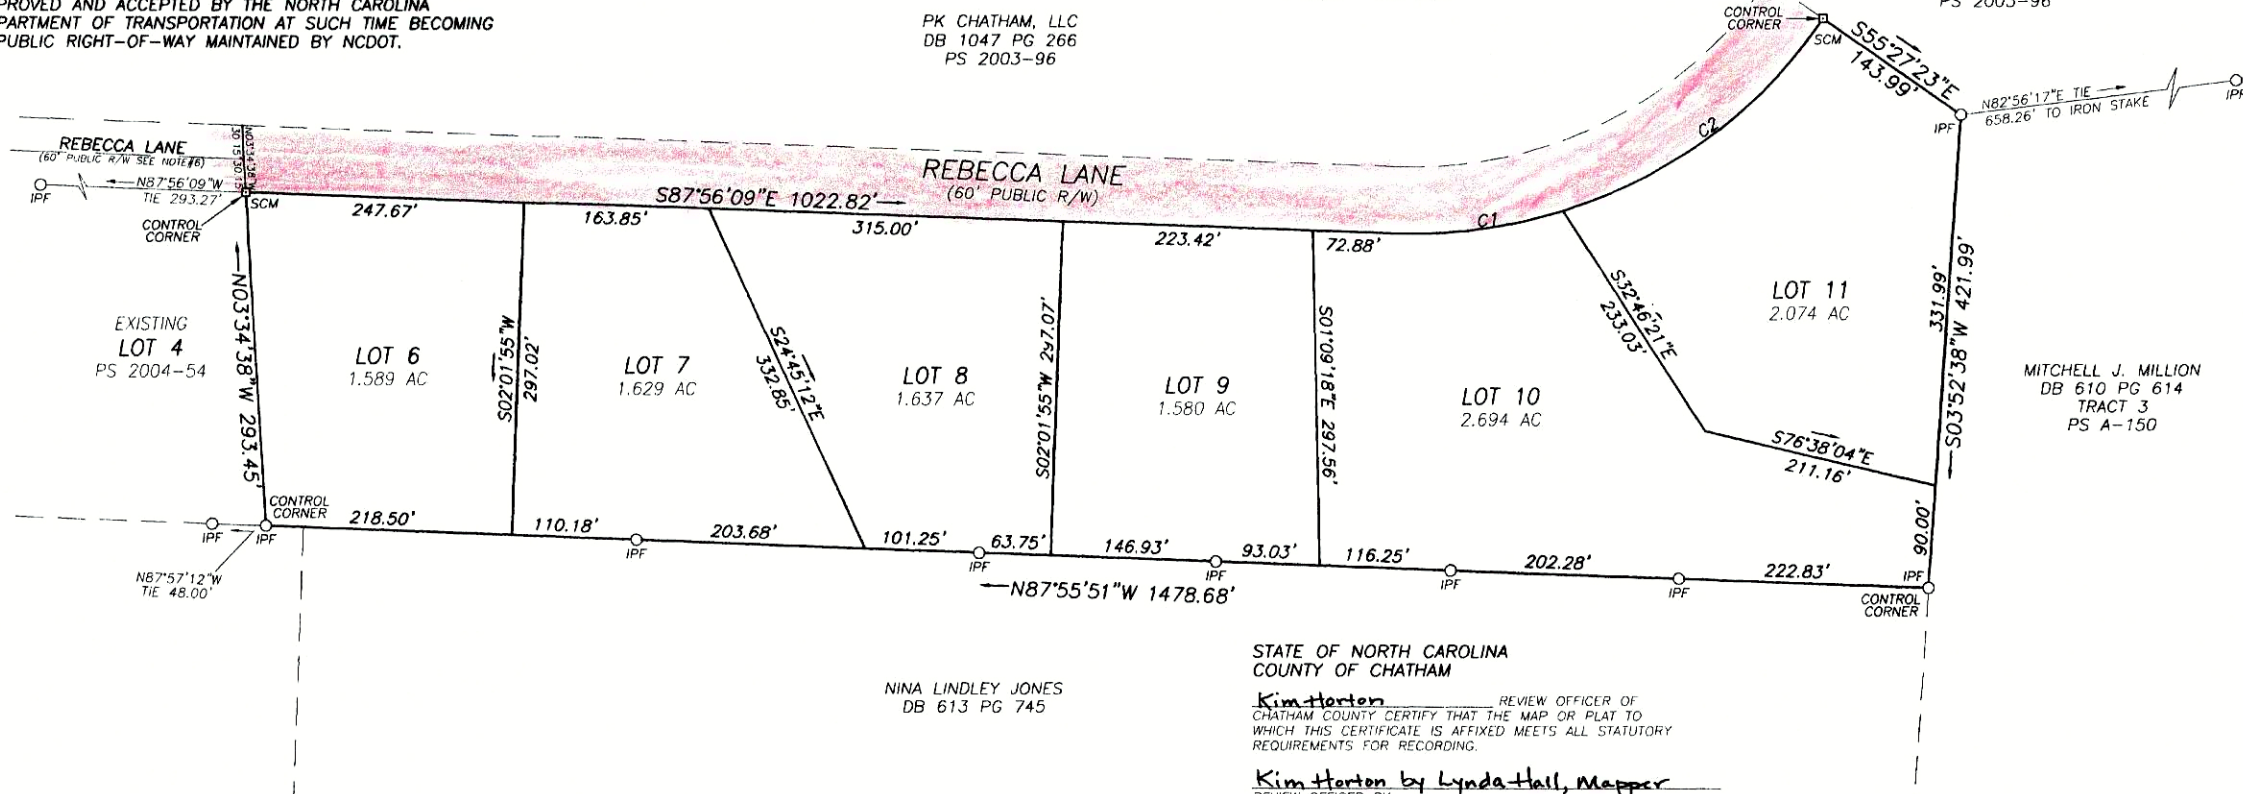 PROVED AND ACCEPTED BY THE NORTH CAROLINA
PARTMENT OF TRANSPORTATION AT SUCH TIME BECOMING
PUBLIC RIGHT-OF-WAY MAINTAINED BY NCDOT.
PK CHATHAM, LLC
DB 1047 PG 266
PS 2003-96
CONTROL
CORNER
SCM
PS 2003-96
S55°27'23"E
143.99'
N82°56'17"E TIE
658.26' TO IRON STAKE
IPF
IPF
REBECCA LANE
(60' PUBLIC R/W SEE NOTE#6)
N87°56'09"W
TIE 293.27'
IPF
N03°34'38"W
30.15' 30.15'
SCM
CONTROL
CORNER
REBECCA LANE
(60' PUBLIC R/W)
S87°56'09"E 1022.82'
247.67'
163.85'
315.00'
223.42'
72.88'
C1
C2
EXISTING
LOT 4
PS 2004-54
N03°34'38"W 293.45'
LOT 6
1.589 AC
S02°01'55"W
297.02'
LOT 7
1.629 AC
S24°45'12"E
332.85'
LOT 8
1.637 AC
S02°01'55"W 297.07'
LOT 9
1.580 AC
S01°09'18"E 297.56'
LOT 10
2.694 AC
S32°46'21"E
233.03'
LOT 11
2.074 AC
S76°38'04"E
211.16'
331.99'
S03°52'38"W 421.99'
90.00'
MITCHELL J. MILLION
DB 610 PG 614
TRACT 3
PS A-150
CONTROL
CORNER
IPF
IPF
N87°57'12"W
TIE 48.00'
218.50'
110.18'
IPF
203.68'
101.25'
IPF
63.75'
146.93'
IPF
93.03'
116.25'
IPF
202.28'
IPF
222.83'
IPF
CONTROL
CORNER
N87°55'51"W 1478.68'
NINA LINDLEY JONES
DB 613 PG 745
STATE OF NORTH CAROLINA
COUNTY OF CHATHAM
Kim Horton REVIEW OFFICER OF
CHATHAM COUNTY CERTIFY THAT THE MAP OR PLAT TO
WHICH THIS CERTIFICATE IS AFFIXED MEETS ALL STATUTORY
REQUIREMENTS FOR RECORDING.
Kim Horton by Lynda Hall, Mapper